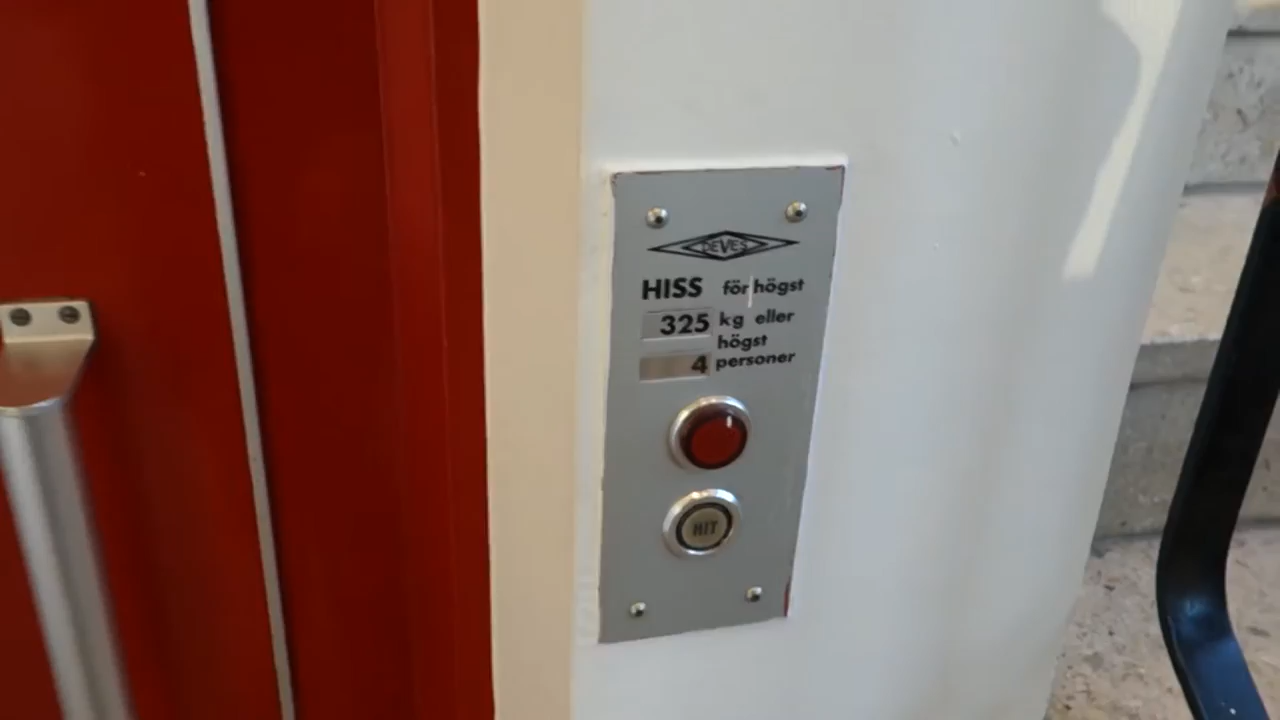 DEVES
HISS för högst
325 kg eller
högst
4 personer
HIT